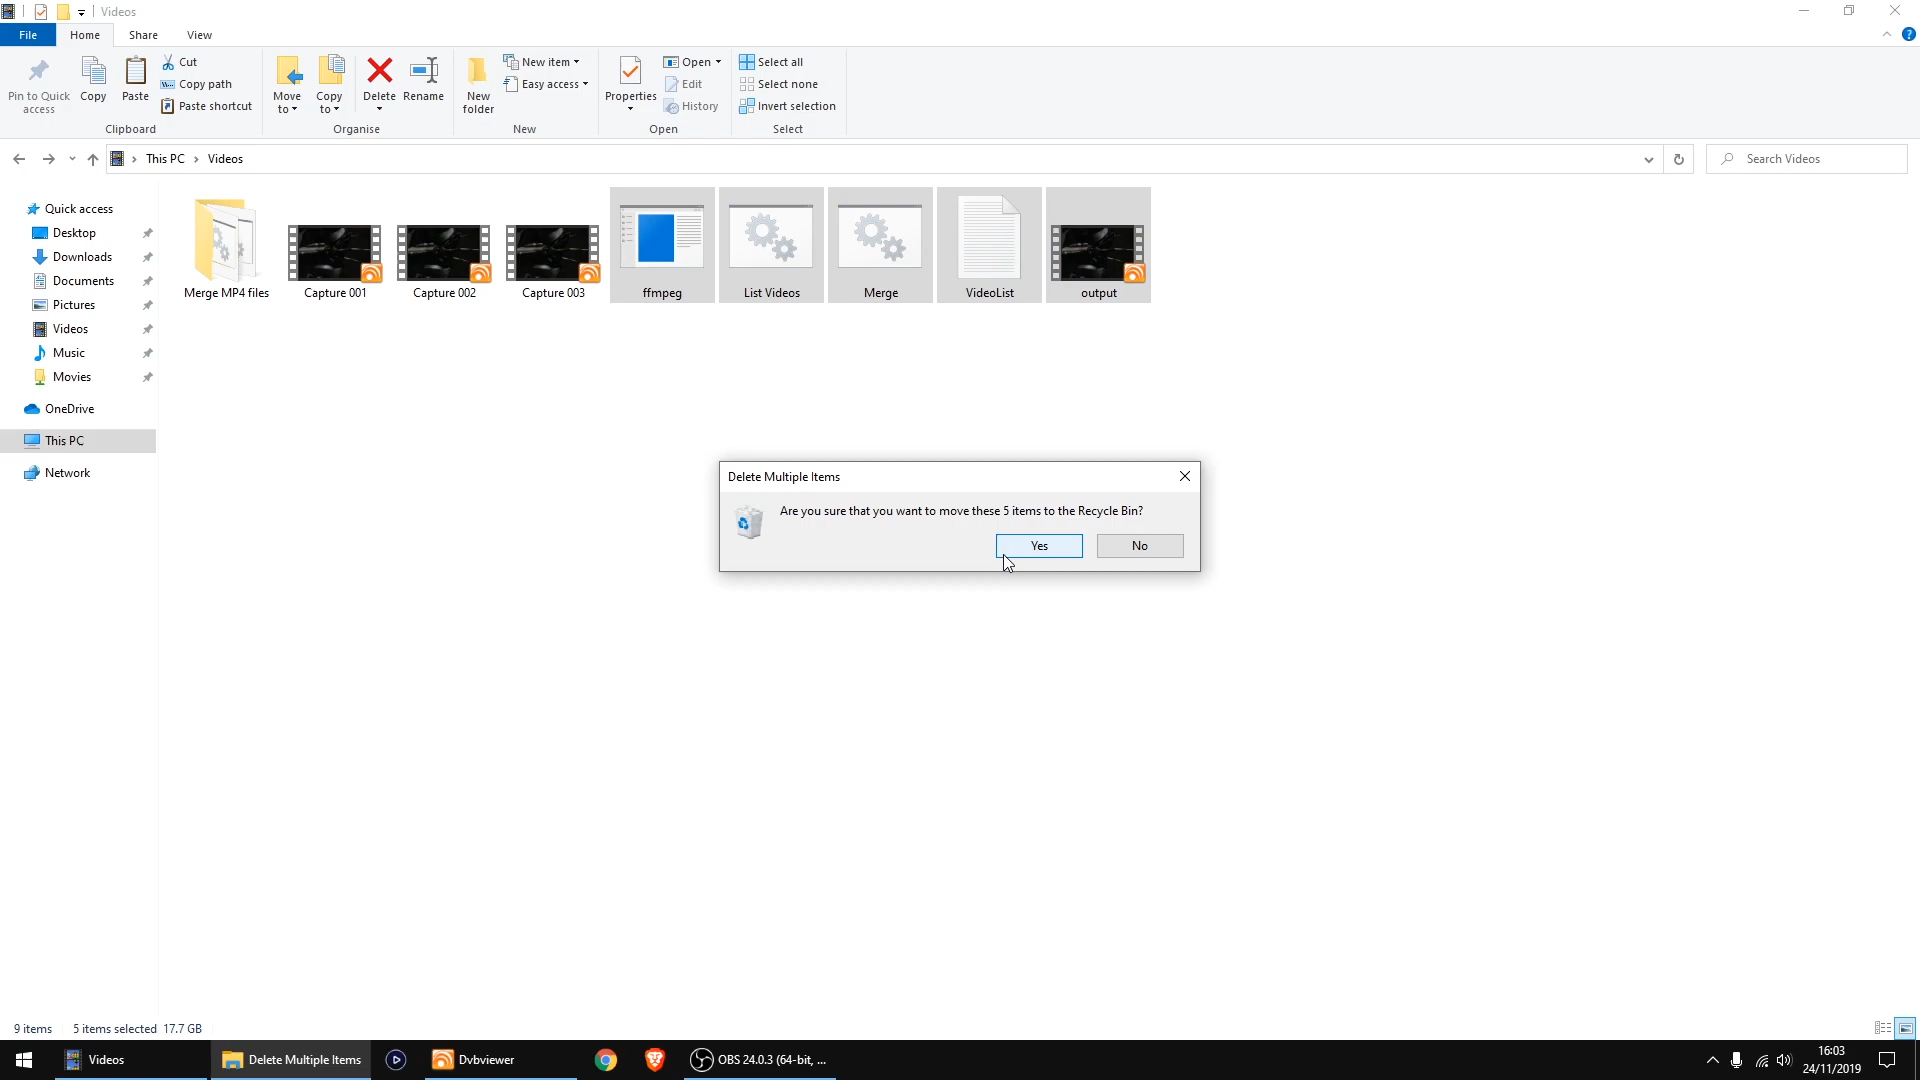 Videos
File Home Share View
Pin to Quick access
Copy
Paste
Cut
Copy path
Paste shortcut
Clipboard
Move to
Copy to
Delete
Rename
Organise
New folder
New item
Easy access
New
Properties
Open
Edit
History
Open
Select all
Select none
Invert selection
Select
This PC Videos
Search Videos
Quick access
Desktop
Downloads
Documents
Pictures
Videos
Music
Movies
OneDrive
This PC
Network
Merge MP4 files Capture 001 Capture 002 Capture 003 ffmpeg List Videos Merge VideoList output
Delete Multiple Items
Are you sure that you want to move these 5 items to the Recycle Bin?
Yes No
9 items 5 items selected 17.7 GB
Videos Delete Multiple Items Dvbviewer OBS 24.0.3 (64-bit, ...
16:03
24/11/2019